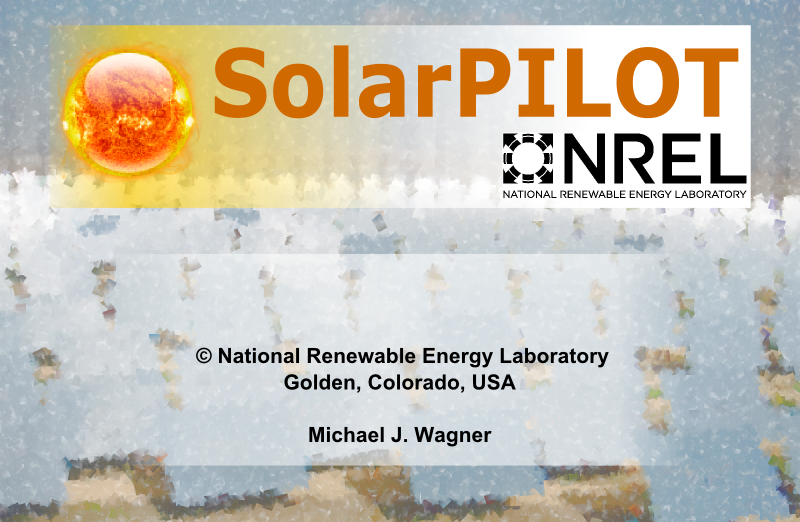 SolarPILOT
NREL
NATIONAL RENEWABLE ENERGY LABORATORY
© National Renewable Energy Laboratory
Golden, Colorado, USA
Michael J. Wagner